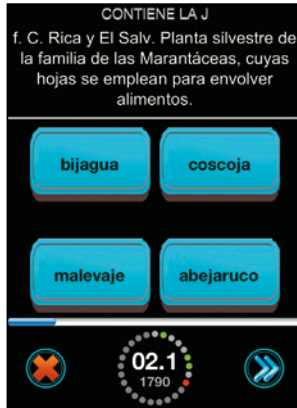 CONTIENE LA J
f. C. Rica y El Salv. Planta silvestre de
la familia de las Marantáceas, cuyas
hojas se emplean para envolver
alimentos.
bijagua
coscoja
malevaje
abejaruco
02.1
1790